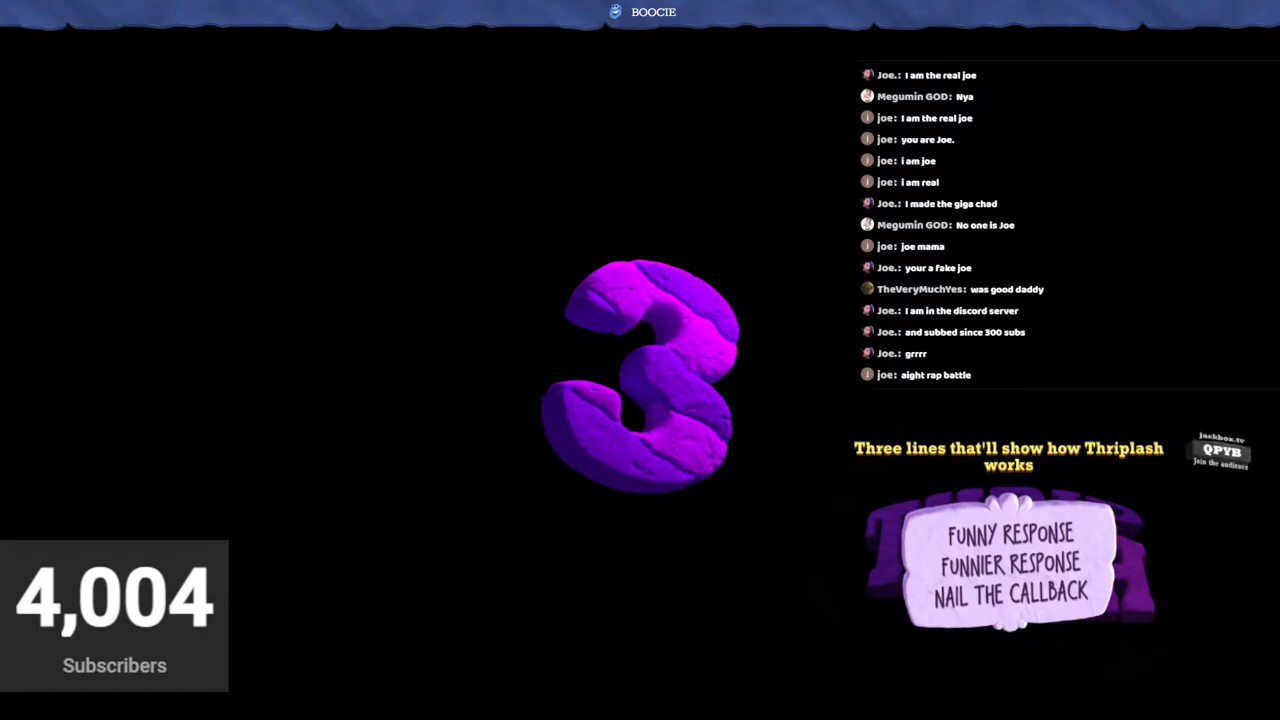 BOOCIE
Joe.: I am the real joe
Megumin GOD: Nya
joe: I am the real joe
joe: you are Joe.
joe: i am joe
joe: i am real
Joe.: I made the giga chad
Megumin GOD: No one is Joe
joe: joe mama
Joe.: your a fake joe
TheVeryMuchYes: was good daddy
Joe.: I am in the discord server
Joe.: and subbed since 300 subs
Joe.: grrrr
joe: aight rap battle
3
Three lines that'll show how Thriplash
works
jackbox.tv
QPYB
join the audience
FUNNY RESPONSE
FUNNIER RESPONSE
NAIL THE CALLBACK
4,004
Subscribers